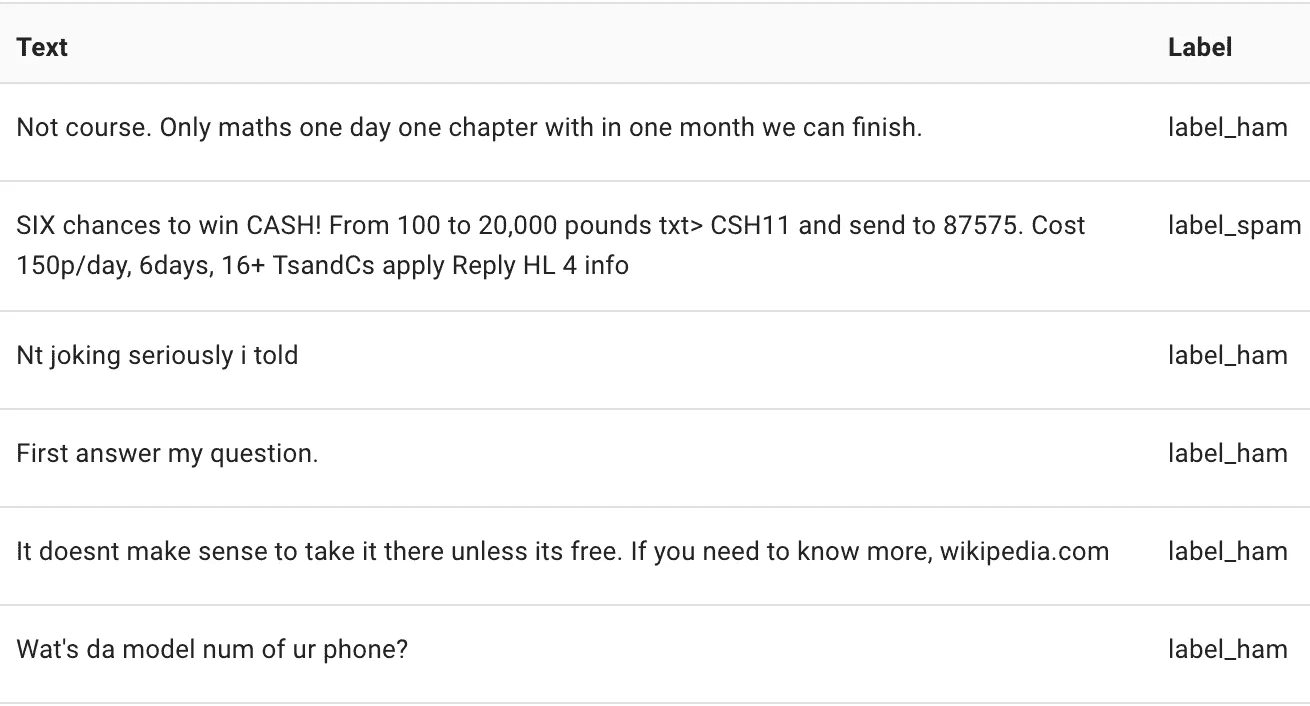 Text Label
Not course. Only maths one day one chapter with in one month we can finish. label_ham
SIX chances to win CASH! From 100 to 20,000 pounds txt> CSH11 and send to 87575. Cost label_spam
150p/day, 6days, 16+ TsandCs apply Reply HL 4 info
Nt joking seriously i told label_ham
First answer my question. label_ham
It doesnt make sense to take it there unless its free. If you need to know more, wikipedia.com label_ham
Wat's da model num of ur phone? label_ham